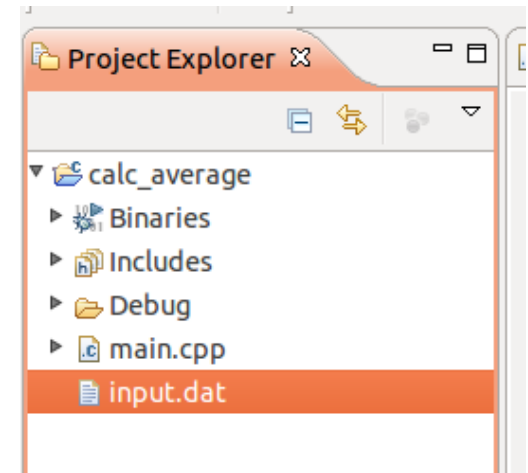 Project Explorer
calc_average
Binaries
Includes
Debug
main.cpp
input.dat